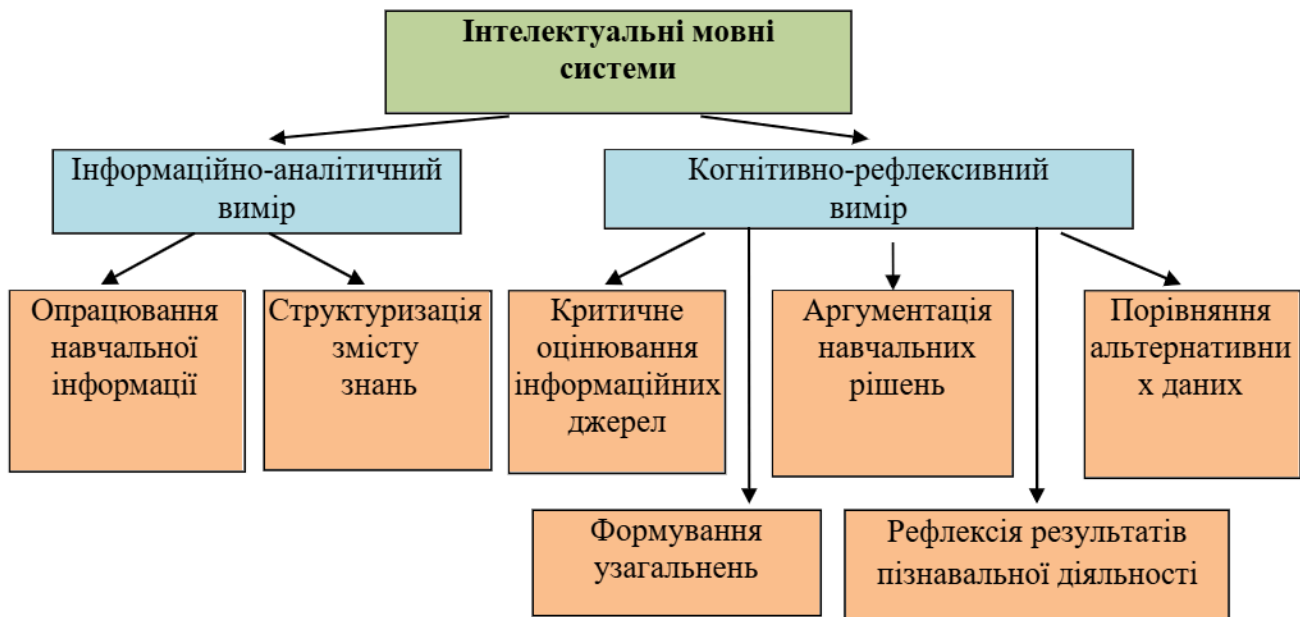 Інтелектуальні мовні
системи
Інформаційно-аналітичний
вимір
Когнітивно-рефлексивний
вимір
Опрацювання
навчальної
інформації
Структуризація
змісту
знань
Критичне
оцінювання
інформаційних
джерел
Аргументація
навчальних
рішень
Порівняння
альтернативни
х даних
Формування
узагальнень
Рефлексія результатів
пізнавальної діяльності